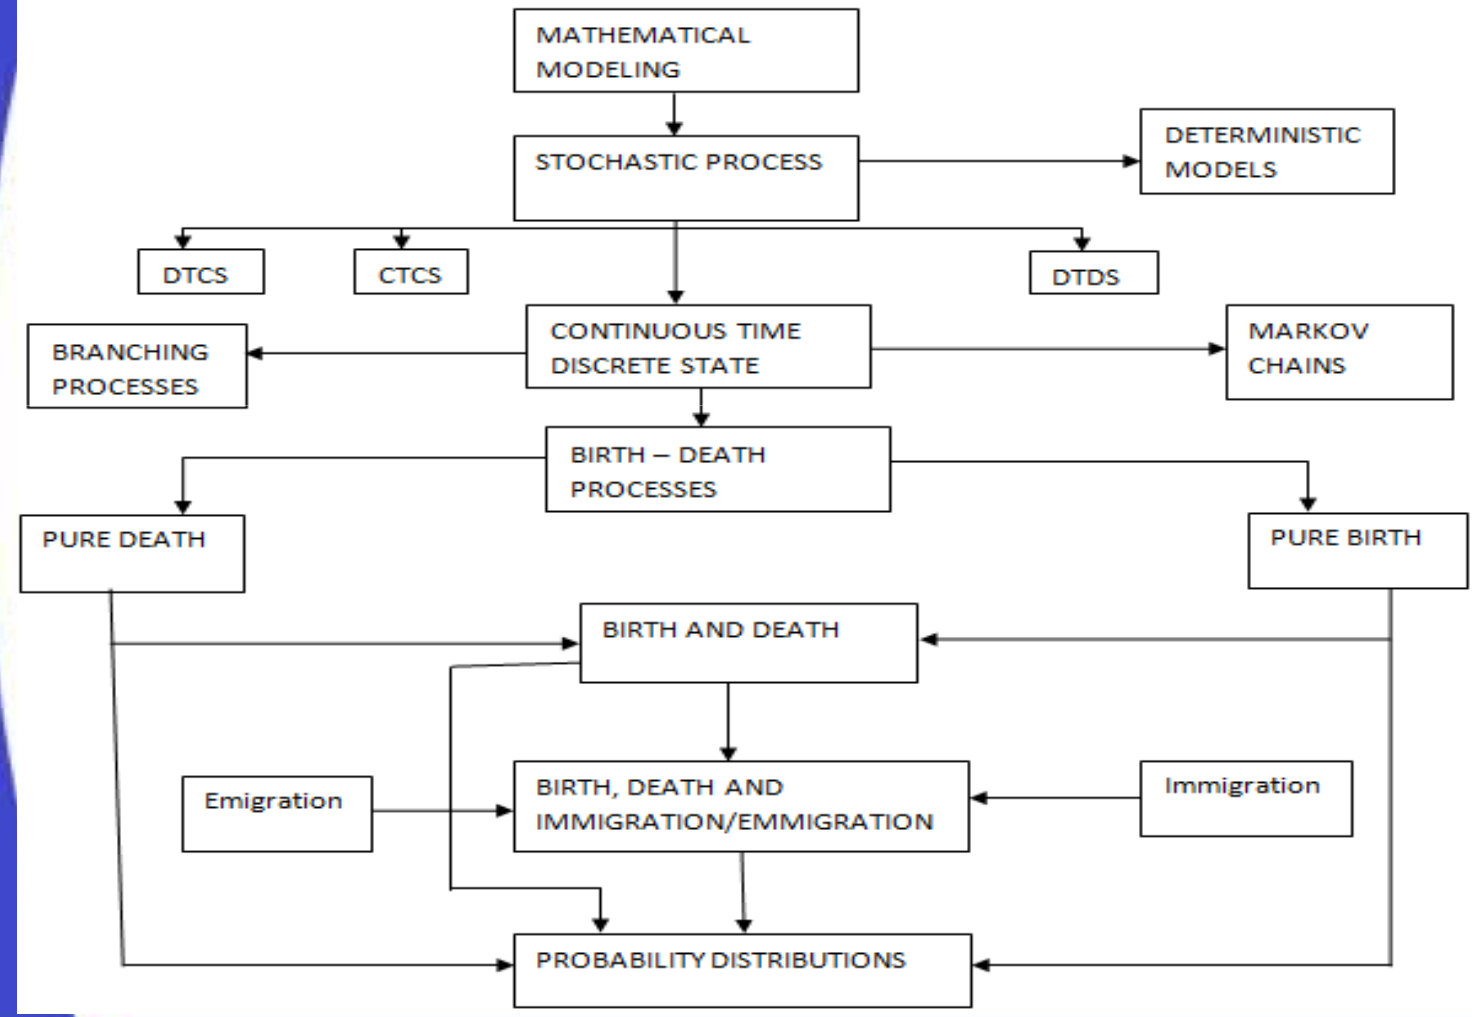 MATHEMATICAL
MODELING
STOCHASTIC PROCESS
DETERMINISTIC
MODELS
DTCS
CTCS
DTDS
BRANCHING
PROCESSES
CONTINUOUS TIME
DISCRETE STATE
MARKOV
CHAINS
BIRTH – DEATH
PROCESSES
PURE DEATH
PURE BIRTH
BIRTH AND DEATH
Emigration
BIRTH, DEATH AND
IMMIGRATION/EMMIGRATION
Immigration
PROBABILITY DISTRIBUTIONS